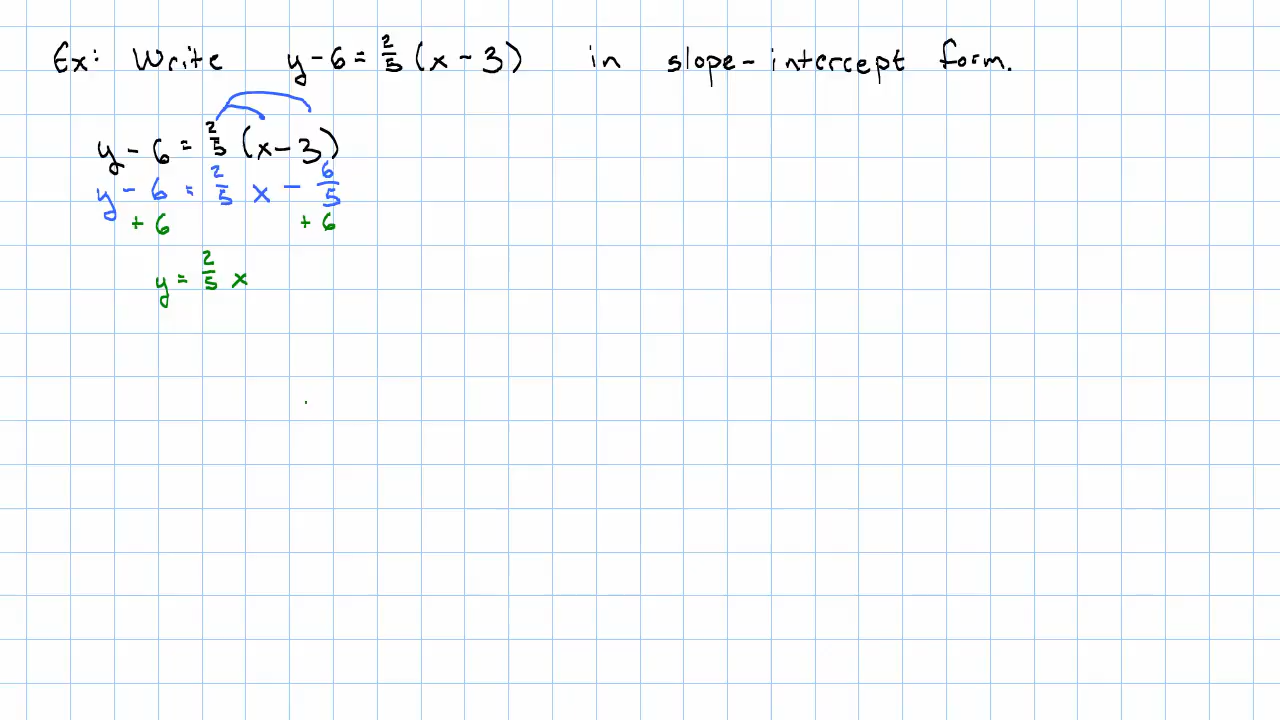 Ex: Write y - 6 = 2/5 (x - 3) in slope-intercept form.
y - 6 = 2/5 (x - 3)
y - 6 = 2/5 x - 6/5
+ 6 + 6
y = 2/5 x